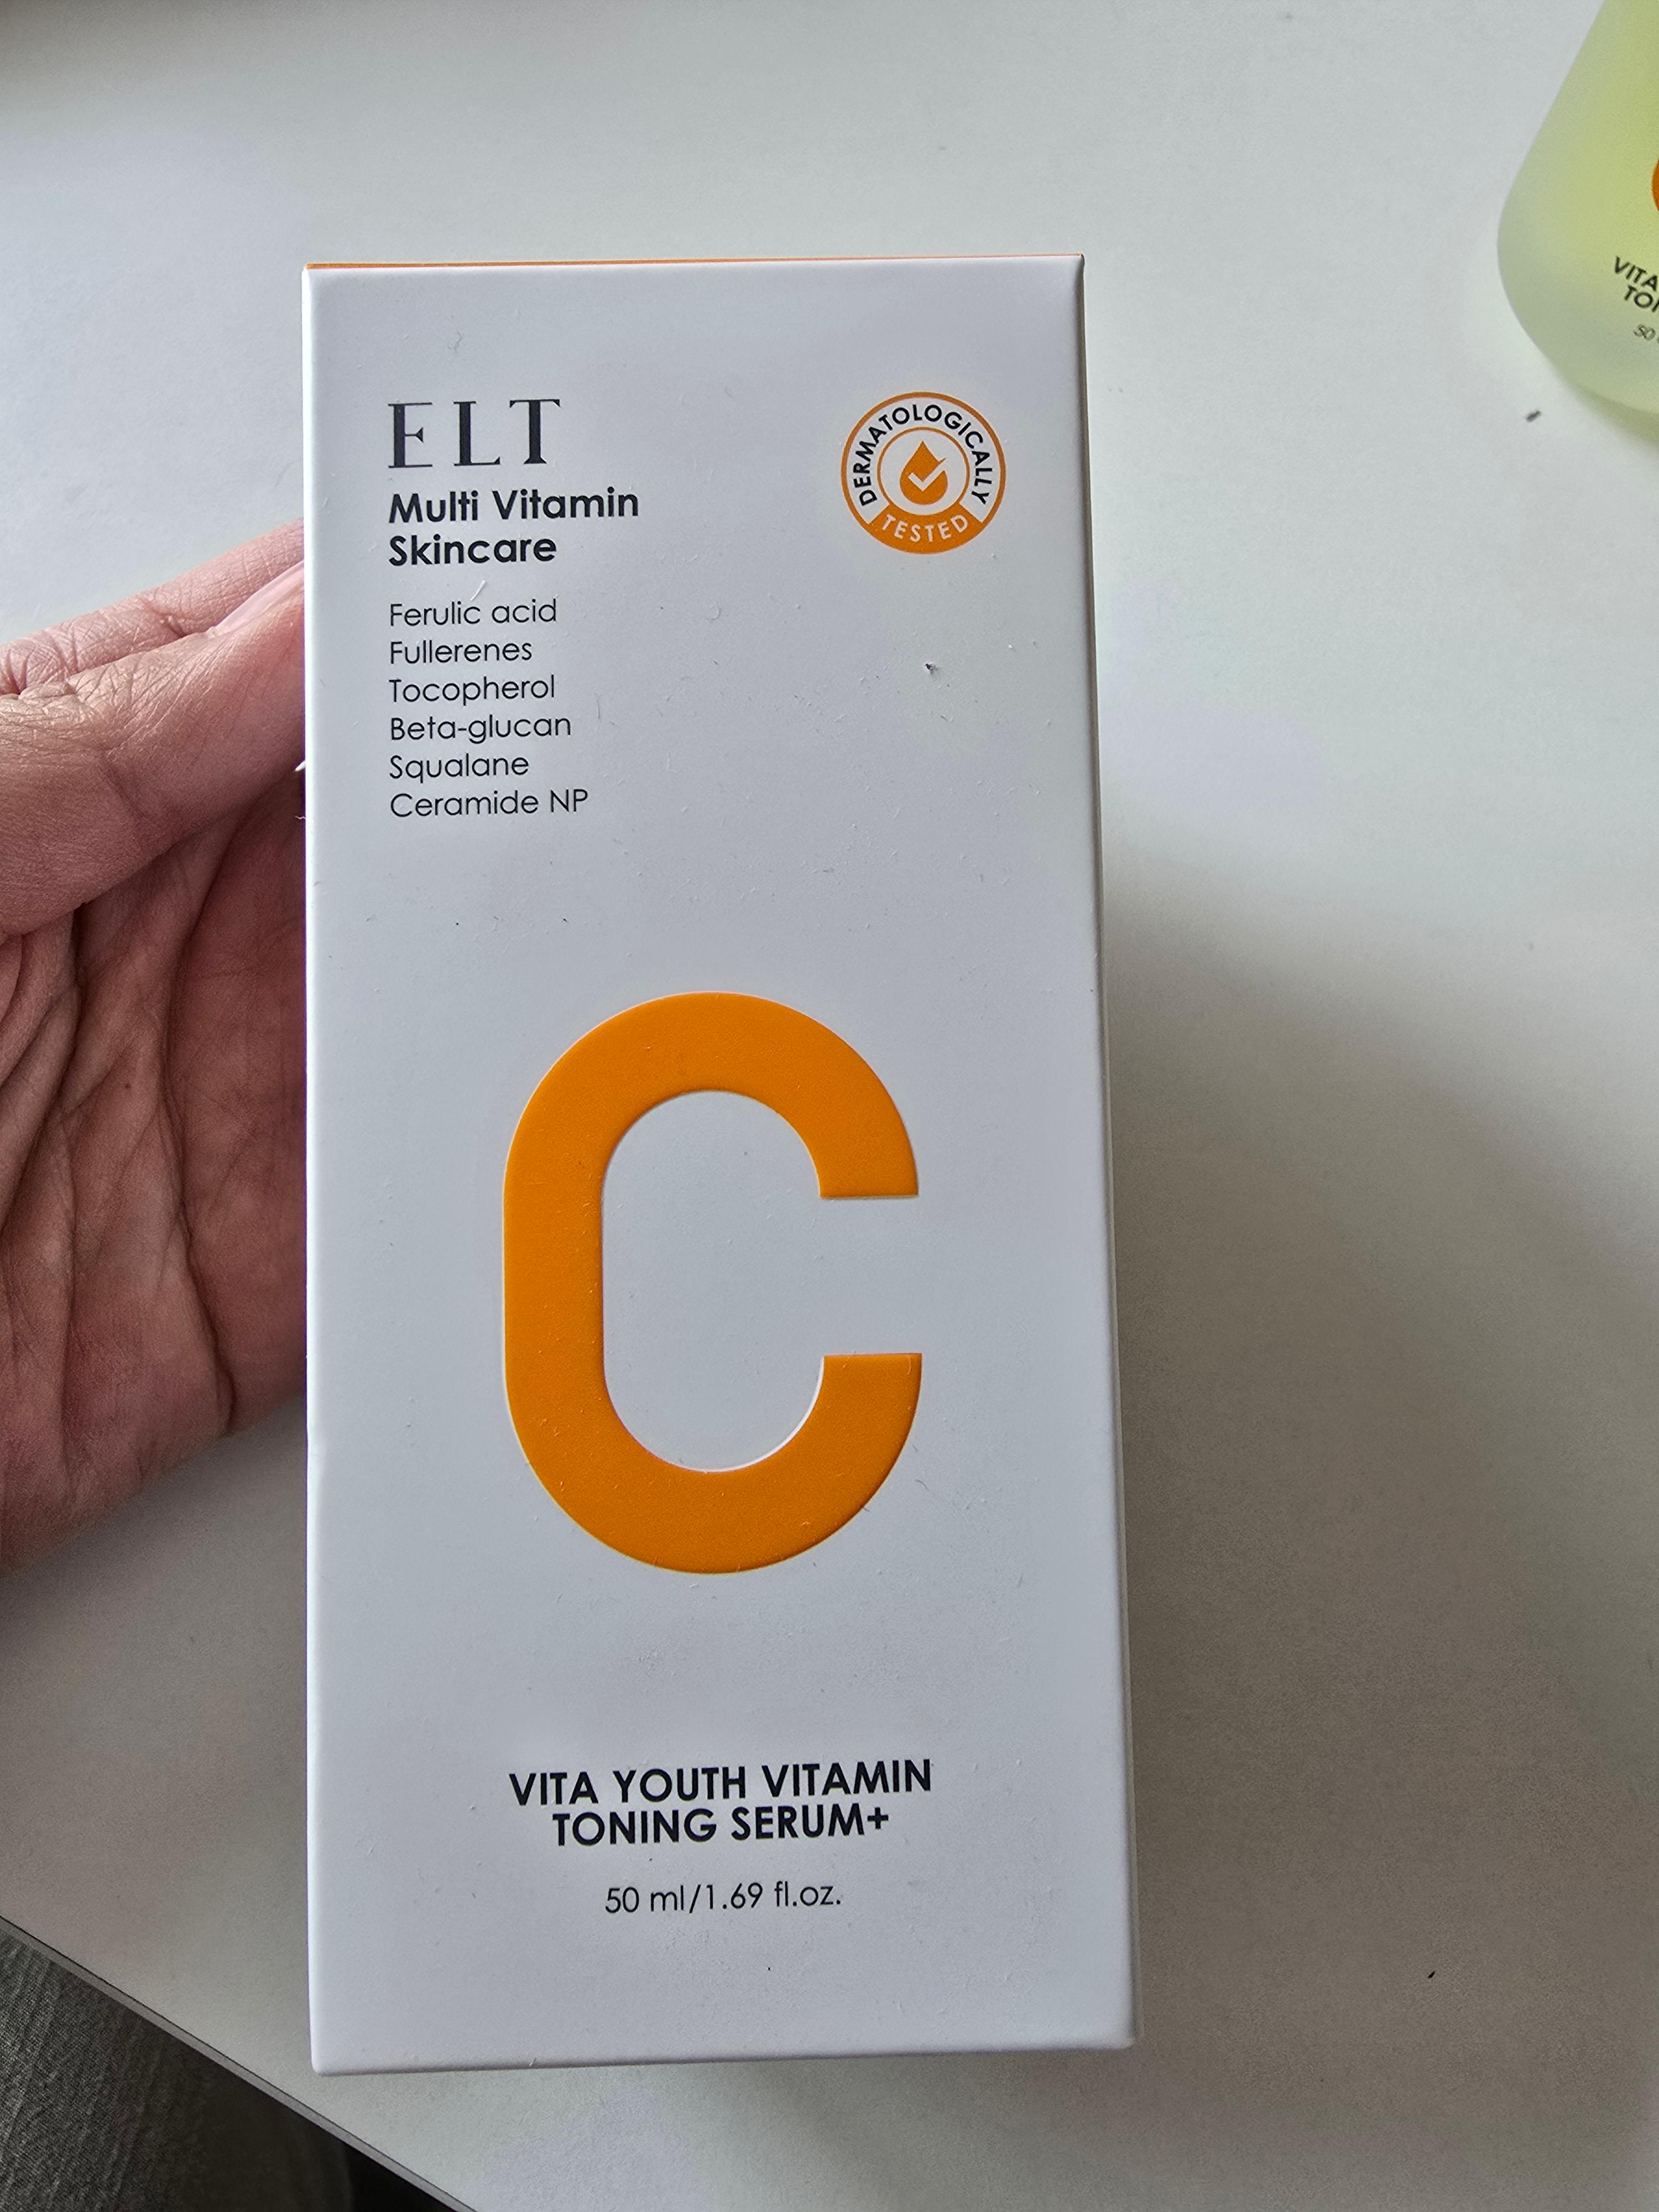 ELT
Multi Vitamin
Skincare
DERMATOLOGICALLY
TESTED
Ferulic acid
Fullerenes
Tocopherol
Beta-glucan
Squalane
Ceramide NP
C
VITA YOUTH VITAMIN
TONING SERUM+
50 ml/1.69 fl.oz.
VITA